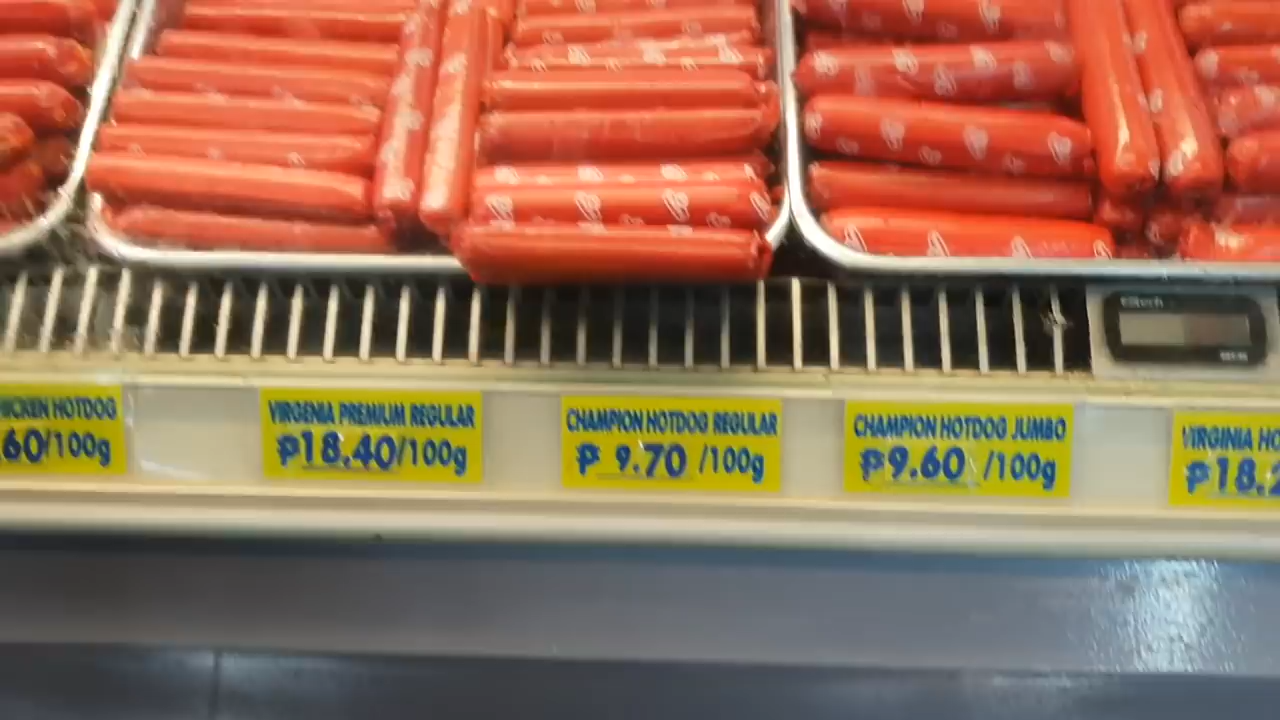 HICKEN HOTDOG
.60/100g
VIRGENIA PREMIUM REGULAR
₱18.40/100g
CHAMPION HOTDOG REGULAR
₱ 9.70 /100g
CHAMPION HOTDOG JUMBO
₱9.60 /100g
VIRGINIA HO
₱18.2